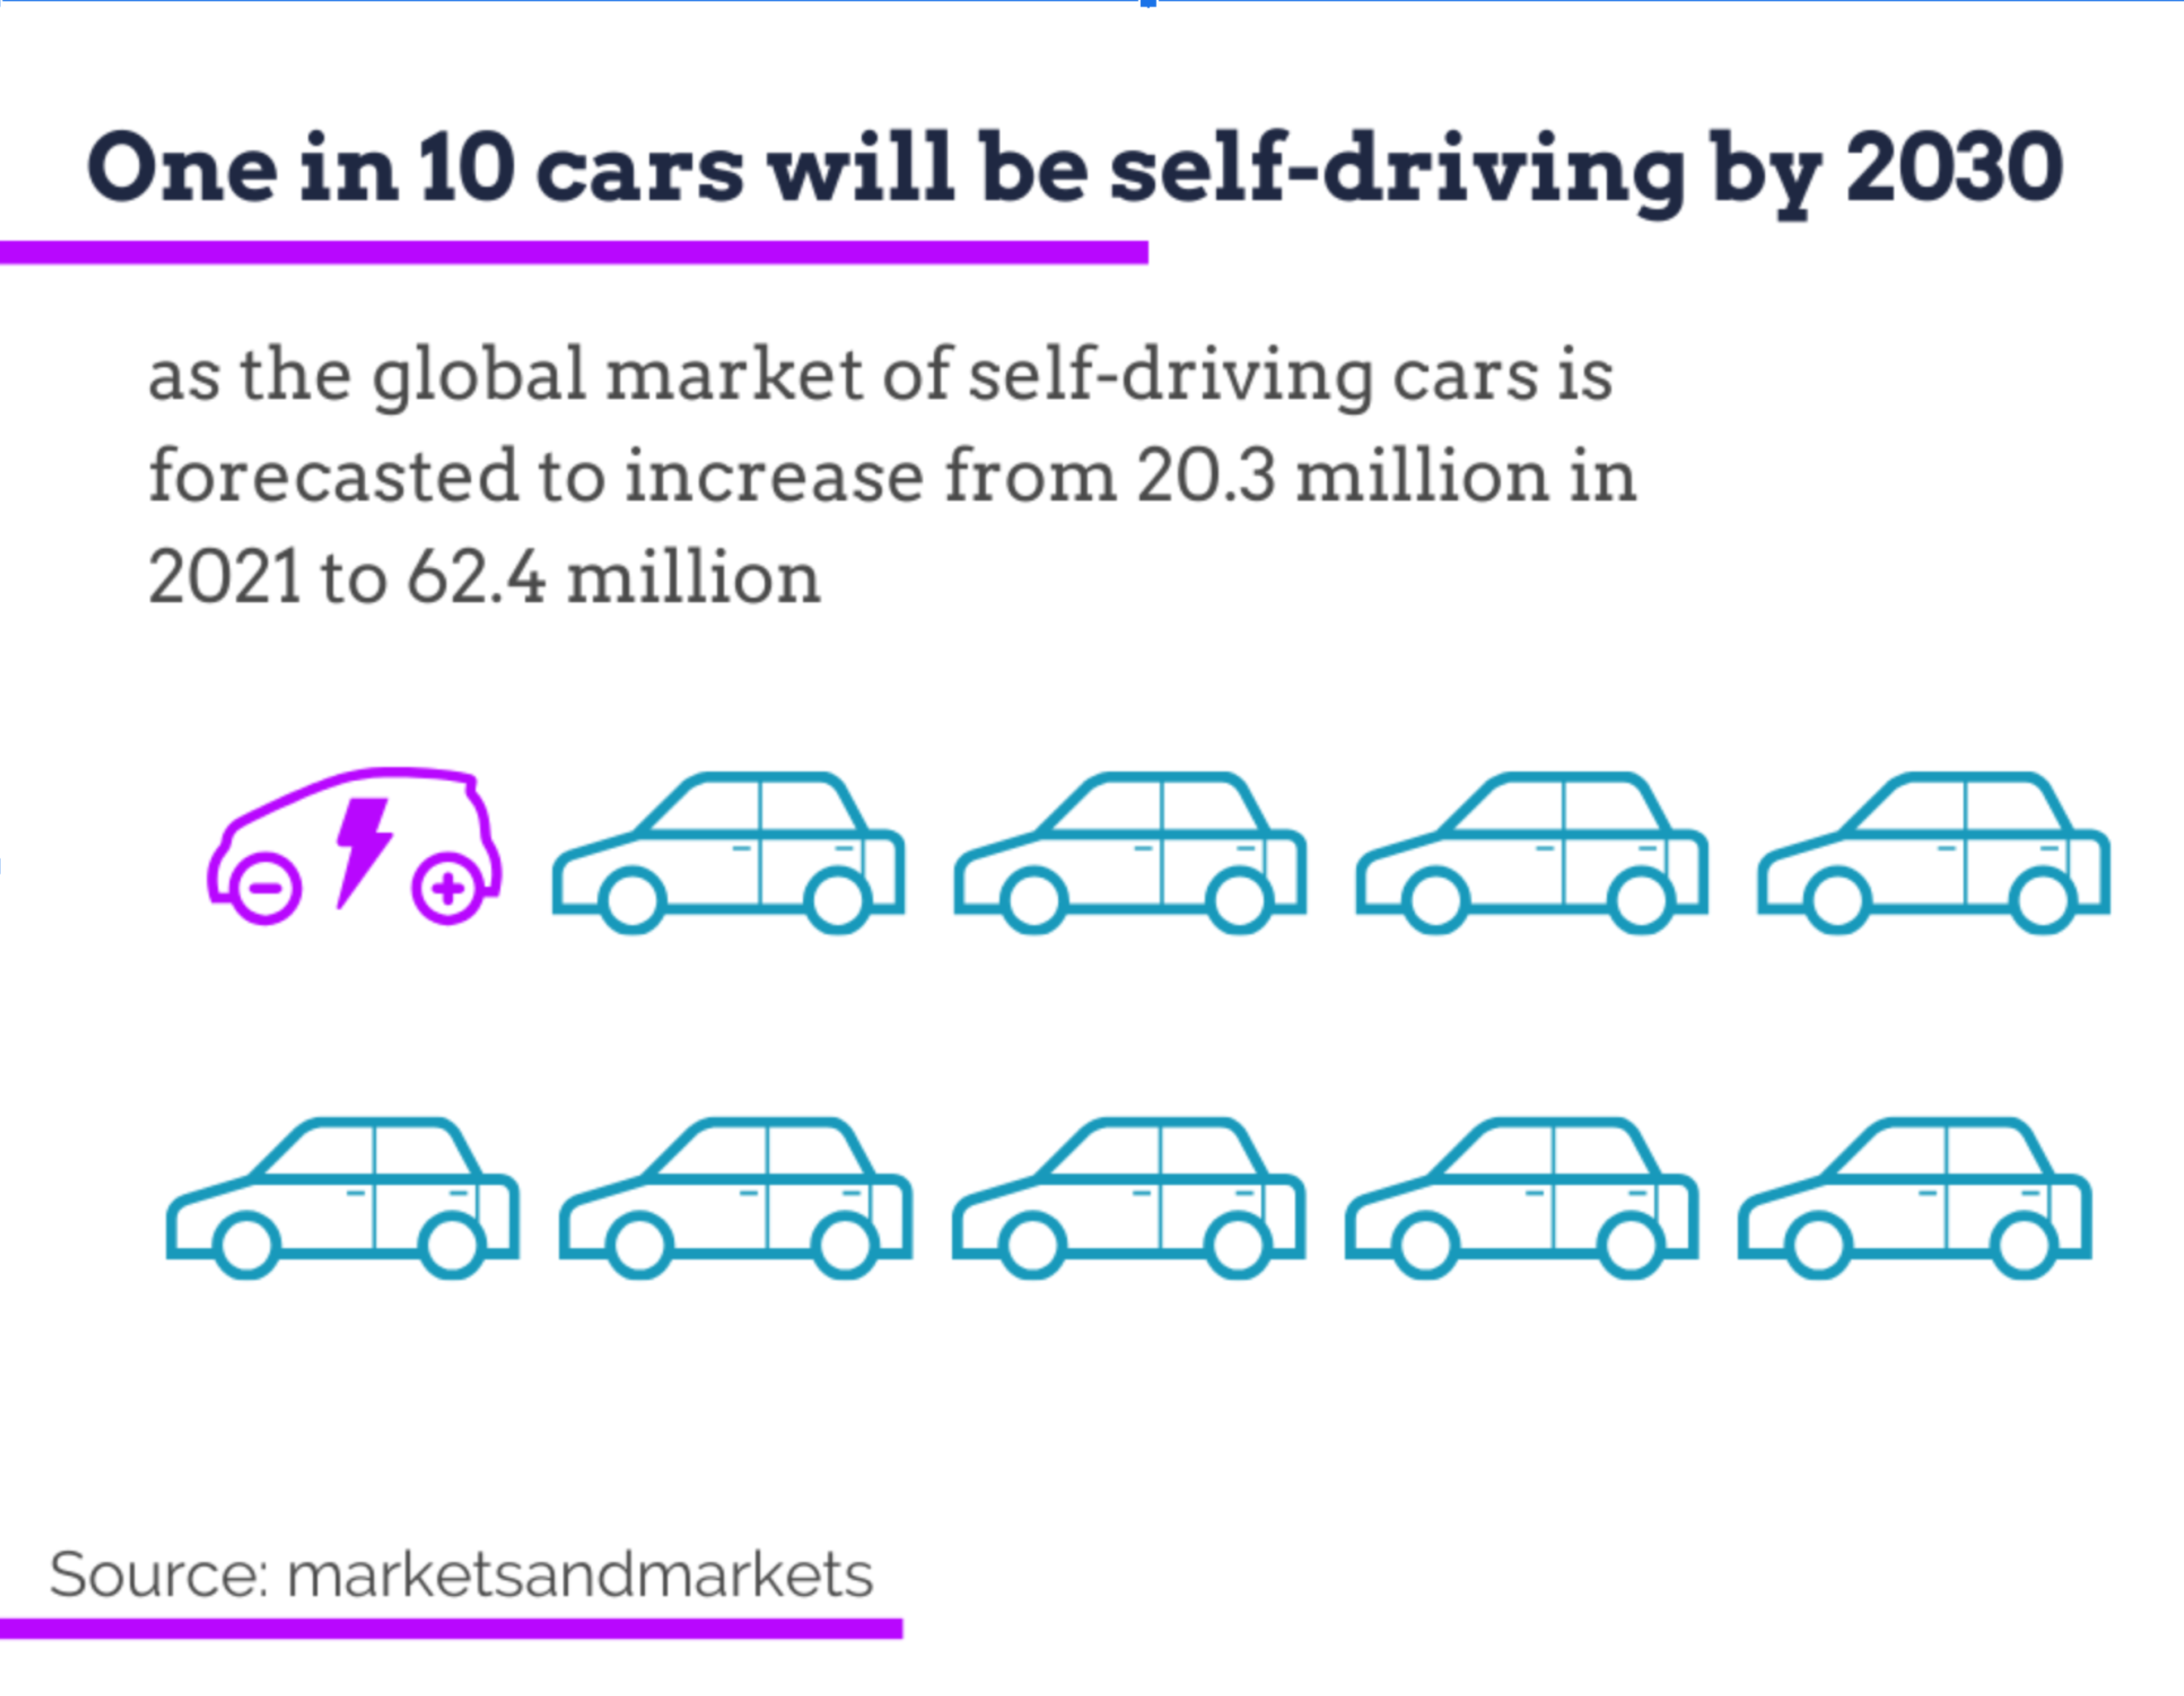 One in 10 cars will be self-driving by 2030
as the global market of self-driving cars is
forecasted to increase from 20.3 million in
2021 to 62.4 million
Source: marketsandmarkets